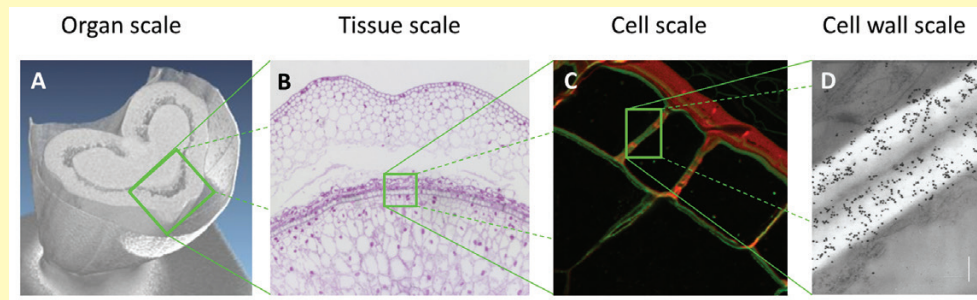 Organ scale
Tissue scale
Cell scale
Cell wall scale
A
B
C
D